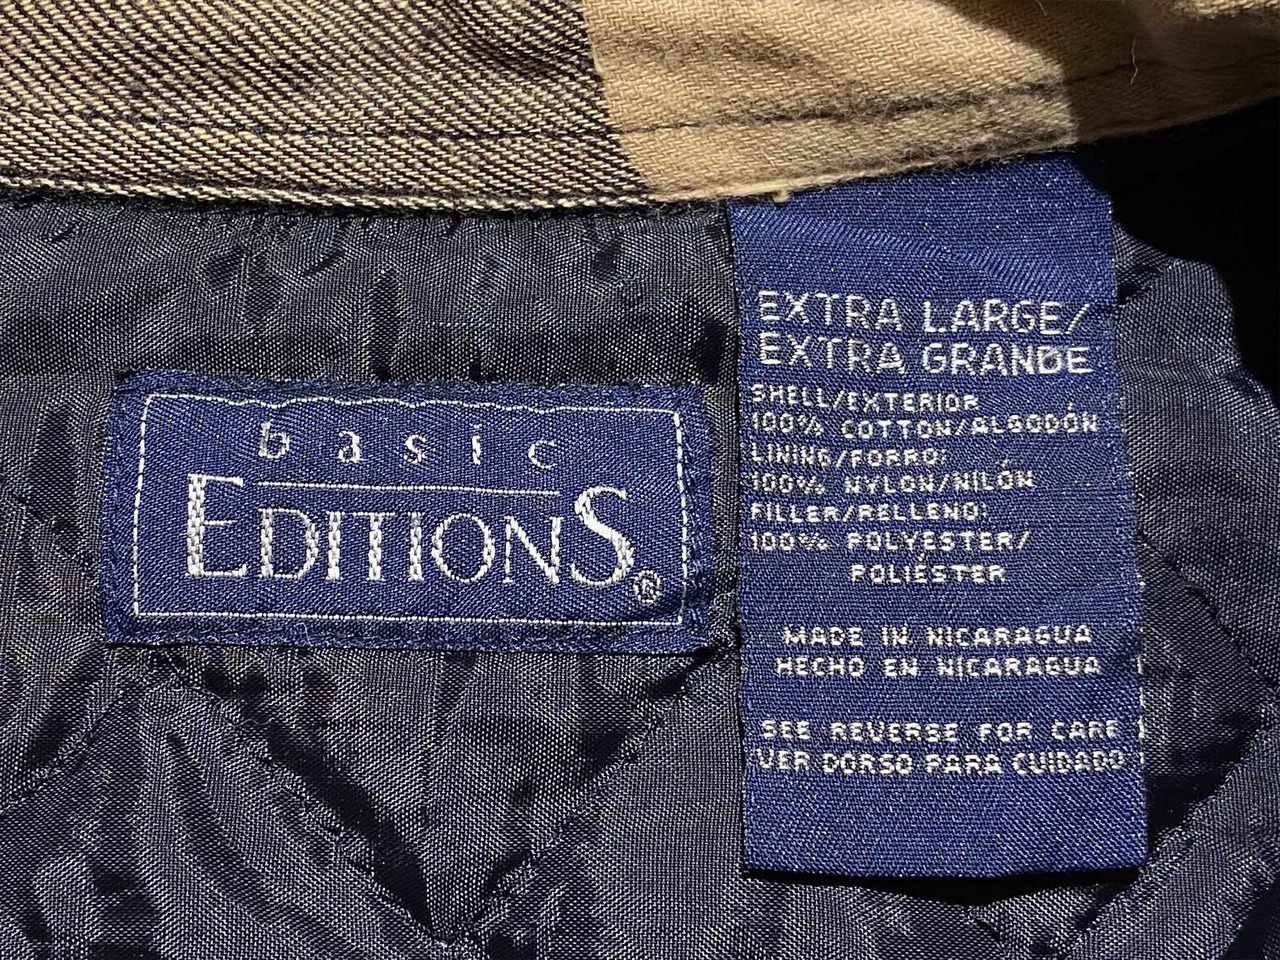 basic
EDITIONS®
EXTRA LARGE/
EXTRA GRANDE
SHELL/EXTERIOR
100% COTTON/ALGODÓN
LINING/FORRO:
100% NYLON/NILÓN
FILLER/RELLENO:
100% POLYESTER/
POLIÉSTER
MADE IN NICARAGUA
HECHO EN NICARAGUA
SEE REVERSE FOR CARE
VER DORSO PARA CUIDADO